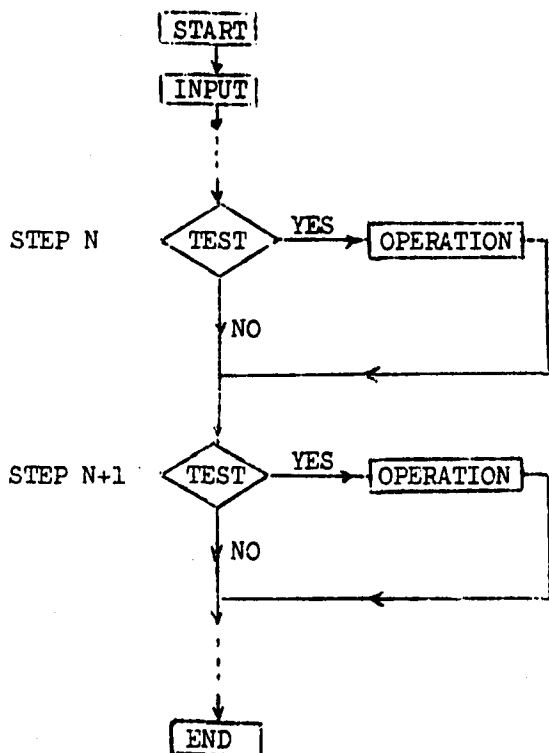 START
INPUT
STEP N
TEST
YES
OPERATION
NO
STEP N+1
TEST
YES
OPERATION
NO
END